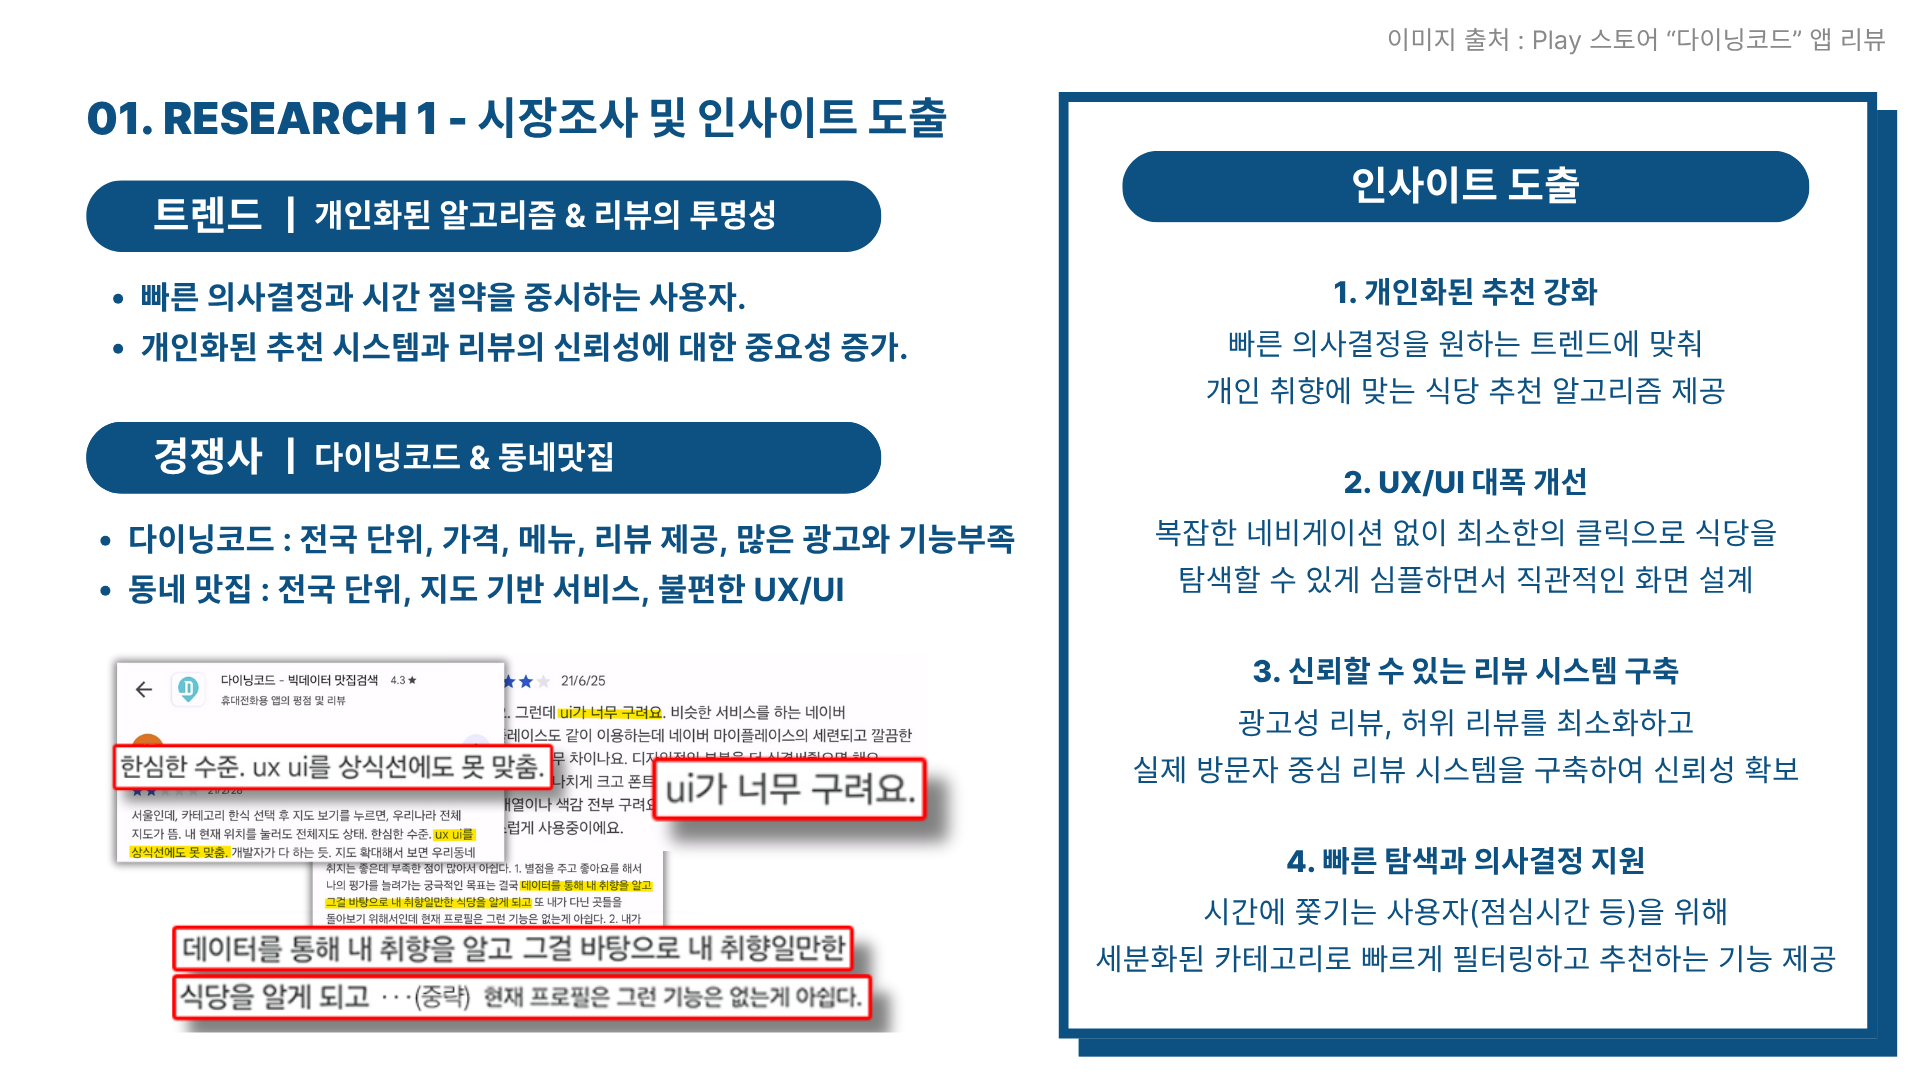 이미지 출처 : Play 스토어 “다이닝코드” 앱 리뷰
01. RESEARCH 1 - 시장조사 및 인사이트 도출
트렌드 | 개인화된 알고리즘 & 리뷰의 투명성
• 빠른 의사결정과 시간 절약을 중시하는 사용자.
• 개인화된 추천 시스템과 리뷰의 신뢰성에 대한 중요성 증가.
경쟁사 | 다이닝코드 & 동네맛집
• 다이닝코드 : 전국 단위, 가격, 메뉴, 리뷰 제공, 많은 광고와 기능부족
• 동네 맛집 : 전국 단위, 지도 기반 서비스, 불편한 UX/UI
다이닝코드 - 빅데이터 맛집검색 4.3★
휴대전화용 앱의 평점 및 리뷰
한심한 수준. ux ui를 상식선에도 못 맞춤.
서울인데, 카테고리 한식 선택 후 지도 보기를 누르면, 우리나라 전체
지도가 뜸. 내 현재 위치를 눌러도 전체지도 상태. 한심한 수준. ux ui를
상식선에도 못 맞춤. 개발자가 다 하는 듯. 지도 확대해서 보면 우리동네
21/6/25
그런데 ui가 너무 구려요. 비슷한 서비스를 하는 네이버
레이스도 같이 이용하는데 네이버 마이플레이스의 세련되고 깔끔한
차이나요.
나치게 크고 폰트
색감 전부 구려요
럽게 사용중이에요.
ui가 너무 구려요.
취지는 좋은데 부족한 점이 많아서 아쉽다. 1. 별점을 주고 좋아요를 해서
나의 평가를 늘려가는 궁극적인 목표는 결국 데이터를 통해 내 취향을 알고
그걸 바탕으로 내 취향일만한 식당을 알게 되고 또 내가 다닌 곳들을
돌아보기 위해서인데 현재 프로필은 그런 기능은 없는게 아쉽다. 2. 내가
데이터를 통해 내 취향을 알고 그걸 바탕으로 내 취향일만한
식당을 알게 되고 ···(중략) 현재 프로필은 그런 기능은 없는게 아쉽다.
인사이트 도출
1. 개인화된 추천 강화
빠른 의사결정을 원하는 트렌드에 맞춰
개인 취향에 맞는 식당 추천 알고리즘 제공
2. UX/UI 대폭 개선
복잡한 네비게이션 없이 최소한의 클릭으로 식당을
탐색할 수 있게 심플하면서 직관적인 화면 설계
3. 신뢰할 수 있는 리뷰 시스템 구축
광고성 리뷰, 허위 리뷰를 최소화하고
실제 방문자 중심 리뷰 시스템을 구축하여 신뢰성 확보
4. 빠른 탐색과 의사결정 지원
시간에 쫓기는 사용자(점심시간 등)을 위해
세분화된 카테고리로 빠르게 필터링하고 추천하는 기능 제공